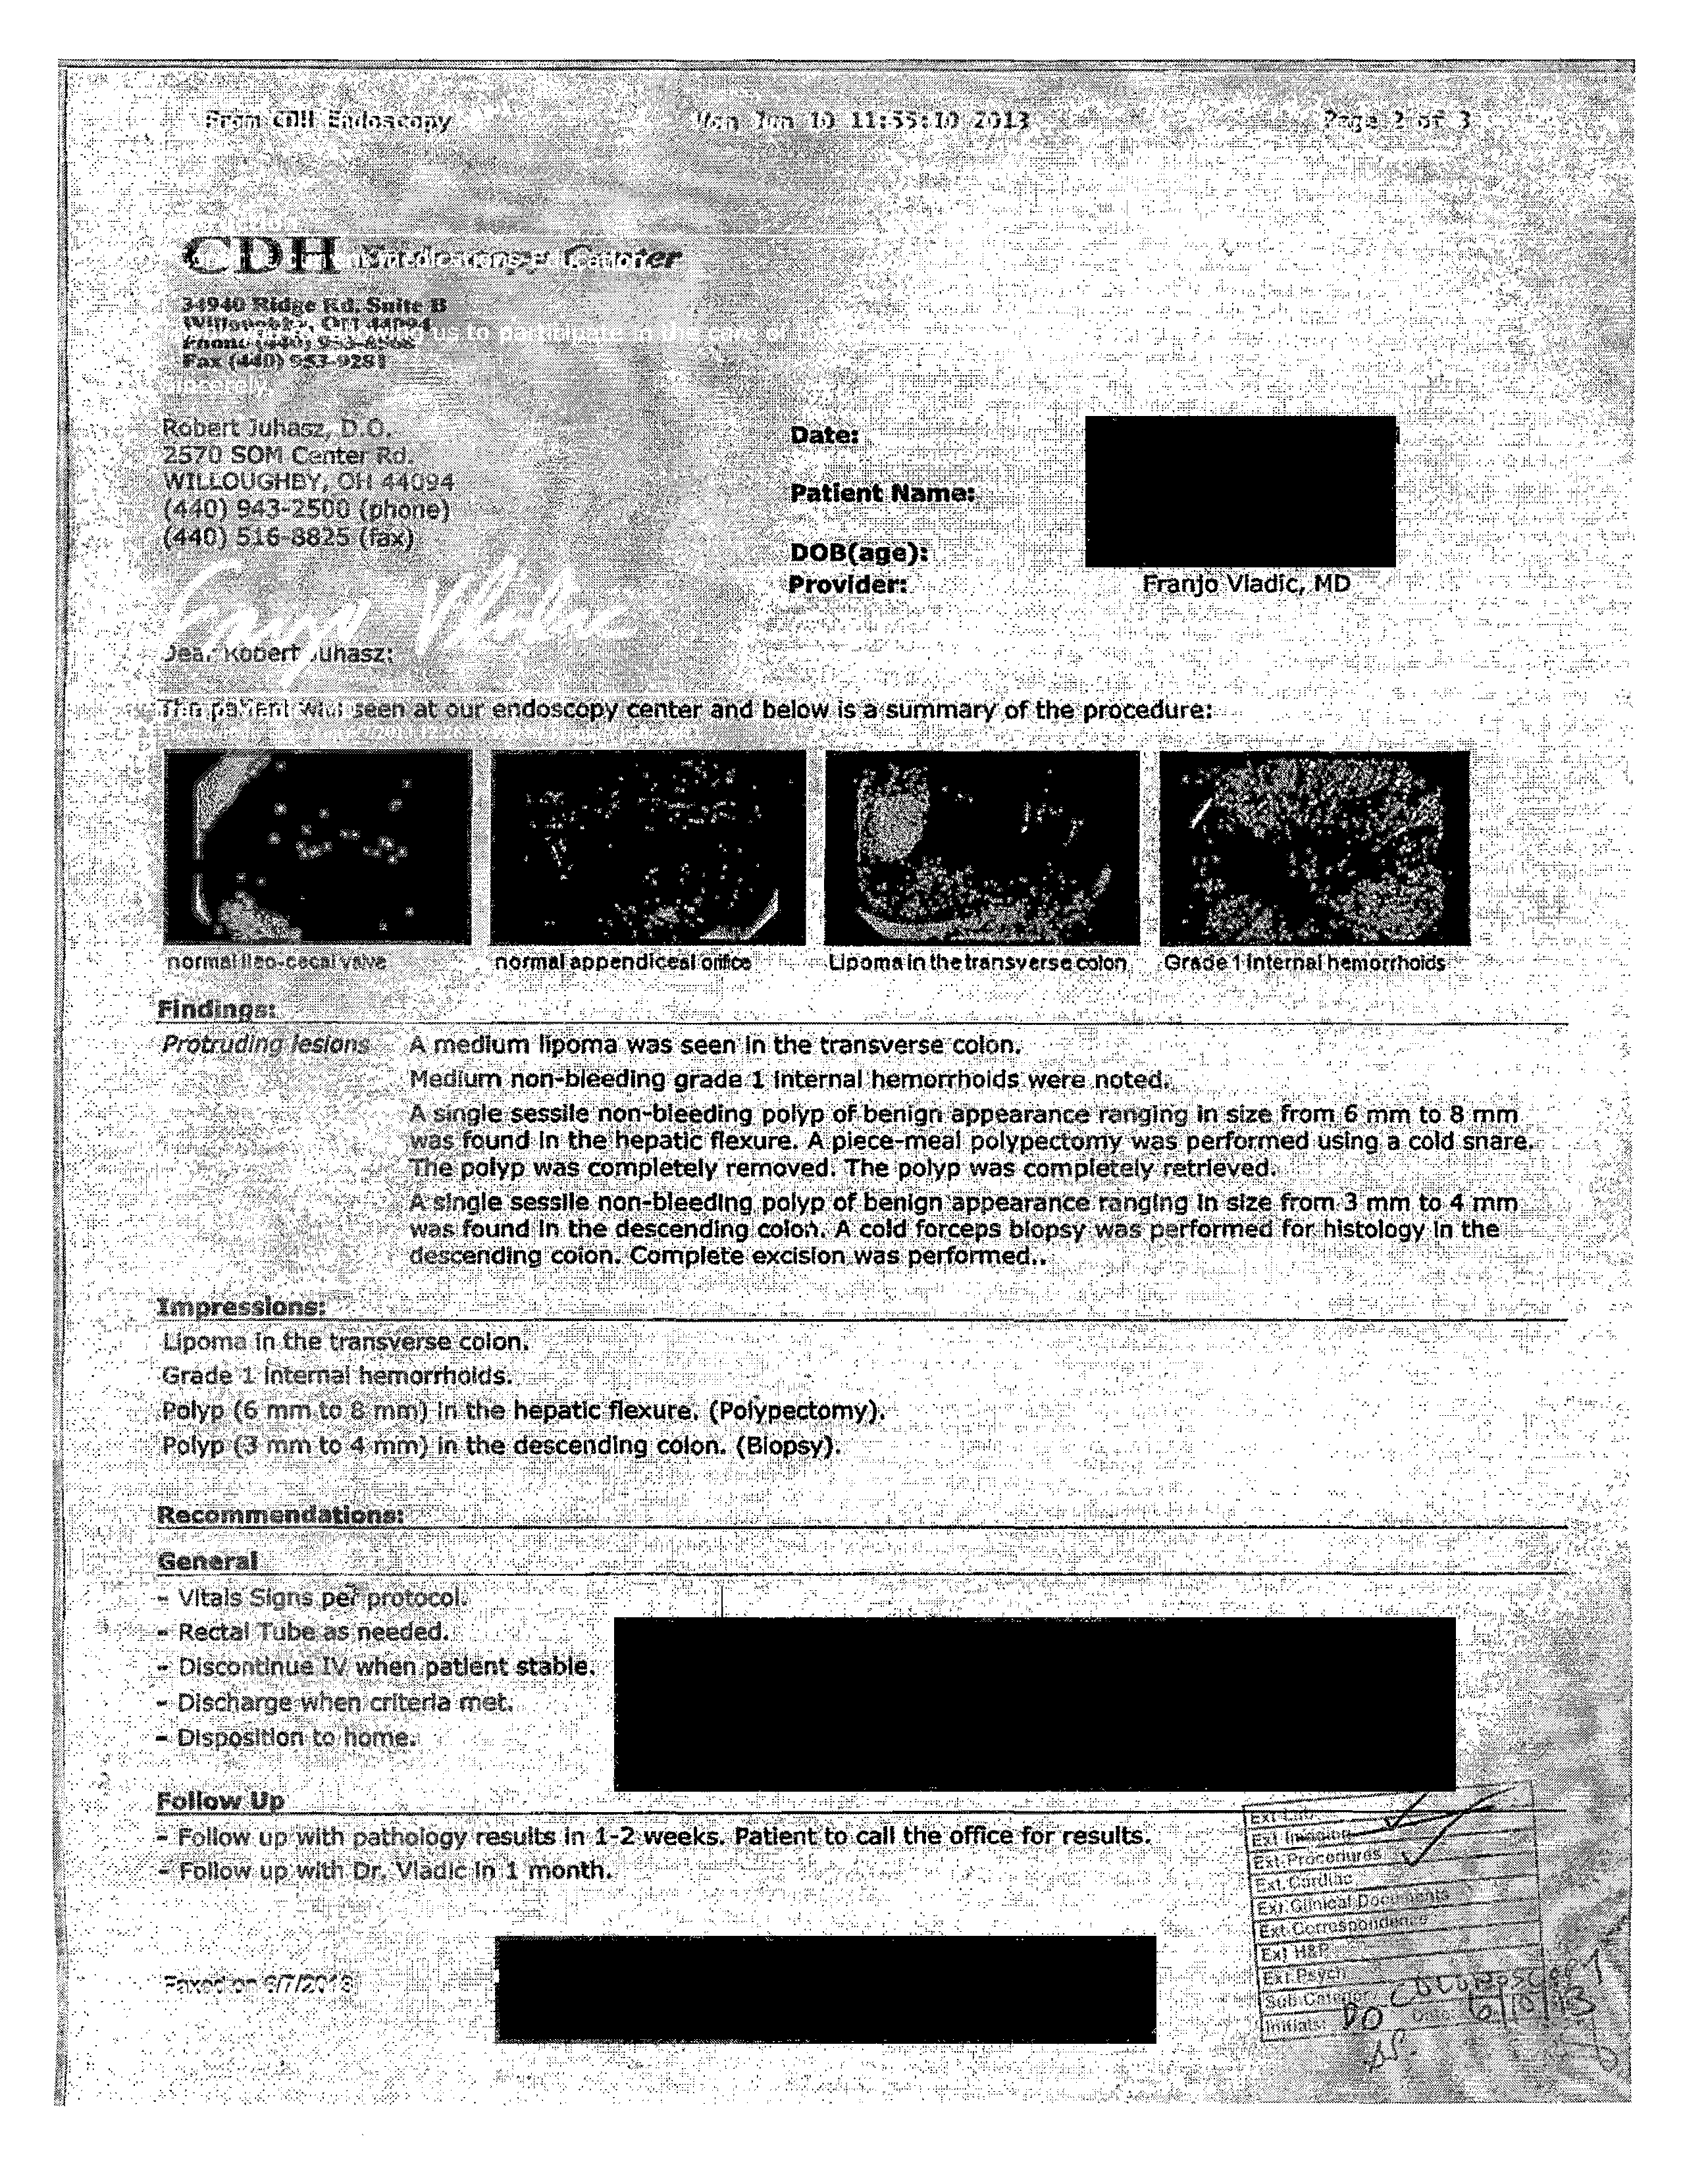 From CDH Endoscopy
Mon Jun 10 11:55:10 2013
Page 2 of 3
CDH Endoscopy Center
34940 Ridge Rd. Suite B
Willoughby, OH 44094
Phone (440)
Fax (440) 953-9281
us to participate in the care of
Sincerely,
Robert Juhasz, D.O.
2570 SOM Center Rd.
WILLOUGHBY, OH 44094
(440) 943-2500 (phone)
(440) 516-8825 (fax)
Date:
Patient Name:
DOB(age):
Provider: Franjo Vladic, MD
Franjo Vladic
Dear Robert Juhasz:
The patient was seen at our endoscopy center and below is a summary of the procedure:
normal ileo-cecal valve
normal appendiceal orifice
Lipoma in the transverse colon
Grade 1 internal hemorrhoids
Findings:
Protruding lesions A medium lipoma was seen in the transverse colon.
Medium non-bleeding grade 1 internal hemorrhoids were noted.
A single sessile non-bleeding polyp of benign appearance ranging in size from 6 mm to 8 mm
was found in the hepatic flexure. A piece-meal polypectomy was performed using a cold snare.
The polyp was completely removed. The polyp was completely retrieved.
A single sessile non-bleeding polyp of benign appearance ranging in size from 3 mm to 4 mm
was found in the descending colon. A cold forceps biopsy was performed for histology in the
descending colon. Complete excision was performed..
Impressions:
Lipoma in the transverse colon.
Grade 1 internal hemorrhoids.
Polyp (6 mm to 8 mm) in the hepatic flexure. (Polypectomy).
Polyp (3 mm to 4 mm) in the descending colon. (Biopsy).
Recommendations:
General
- Vitals Signs per protocol.
- Rectal Tube as needed.
- Discontinue IV when patient stable.
- Discharge when criteria met.
- Disposition to home.
Follow Up
- Follow up with pathology results in 1-2 weeks. Patient to call the office for results.
- Follow up with Dr. Vladic in 1 month.
Ext Lab
Ext Imaging
Ext Procedures
Ext Cardiac
Ext Clinical Documents
Ext Correspondence
Ext H&P
Ext Psych
Sub Category: COLONOSCOPY
Initials: DO Date: 6/10/13
Faxed on 6/7/2013